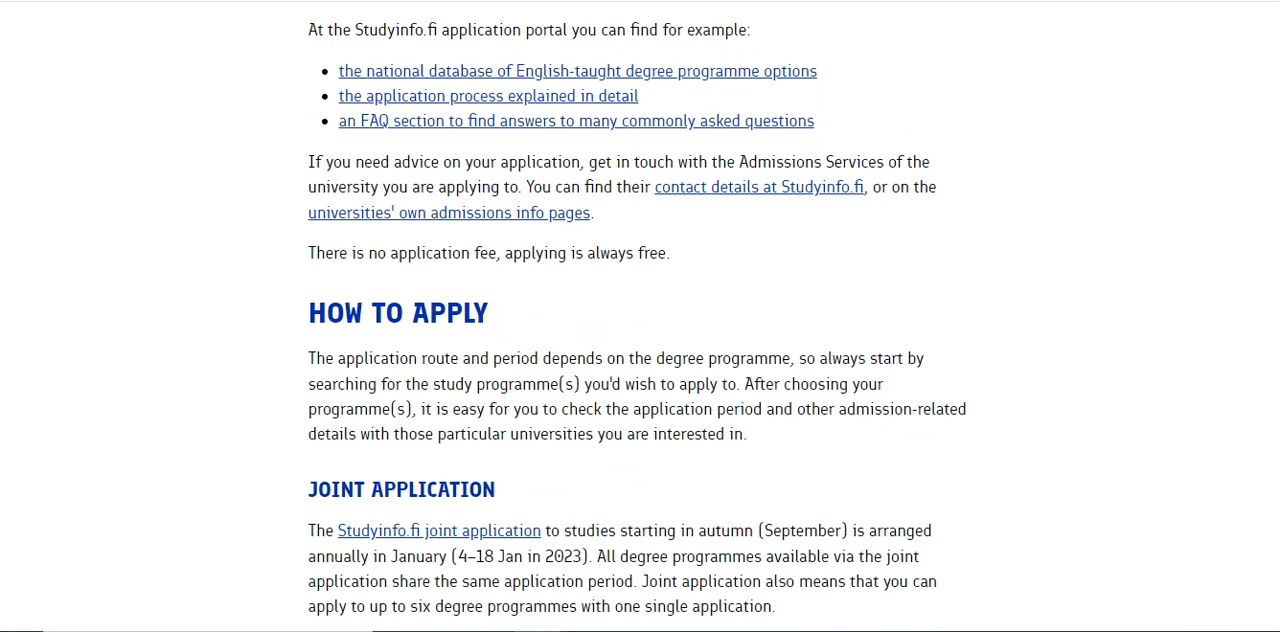 At the Studyinfo.fi application portal you can find for example:
the national database of English-taught degree programme options
the application process explained in detail
an FAQ section to find answers to many commonly asked questions
If you need advice on your application, get in touch with the Admissions Services of the
university you are applying to. You can find their contact details at Studyinfo.fi, or on the
universities' own admissions info pages.
There is no application fee, applying is always free.
HOW TO APPLY
The application route and period depends on the degree programme, so always start by
searching for the study programme(s) you'd wish to apply to. After choosing your
programme(s), it is easy for you to check the application period and other admission-related
details with those particular universities you are interested in.
JOINT APPLICATION
The Studyinfo.fi joint application to studies starting in autumn (September) is arranged
annually in January (4–18 Jan in 2023). All degree programmes available via the joint
application share the same application period. Joint application also means that you can
apply to up to six degree programmes with one single application.